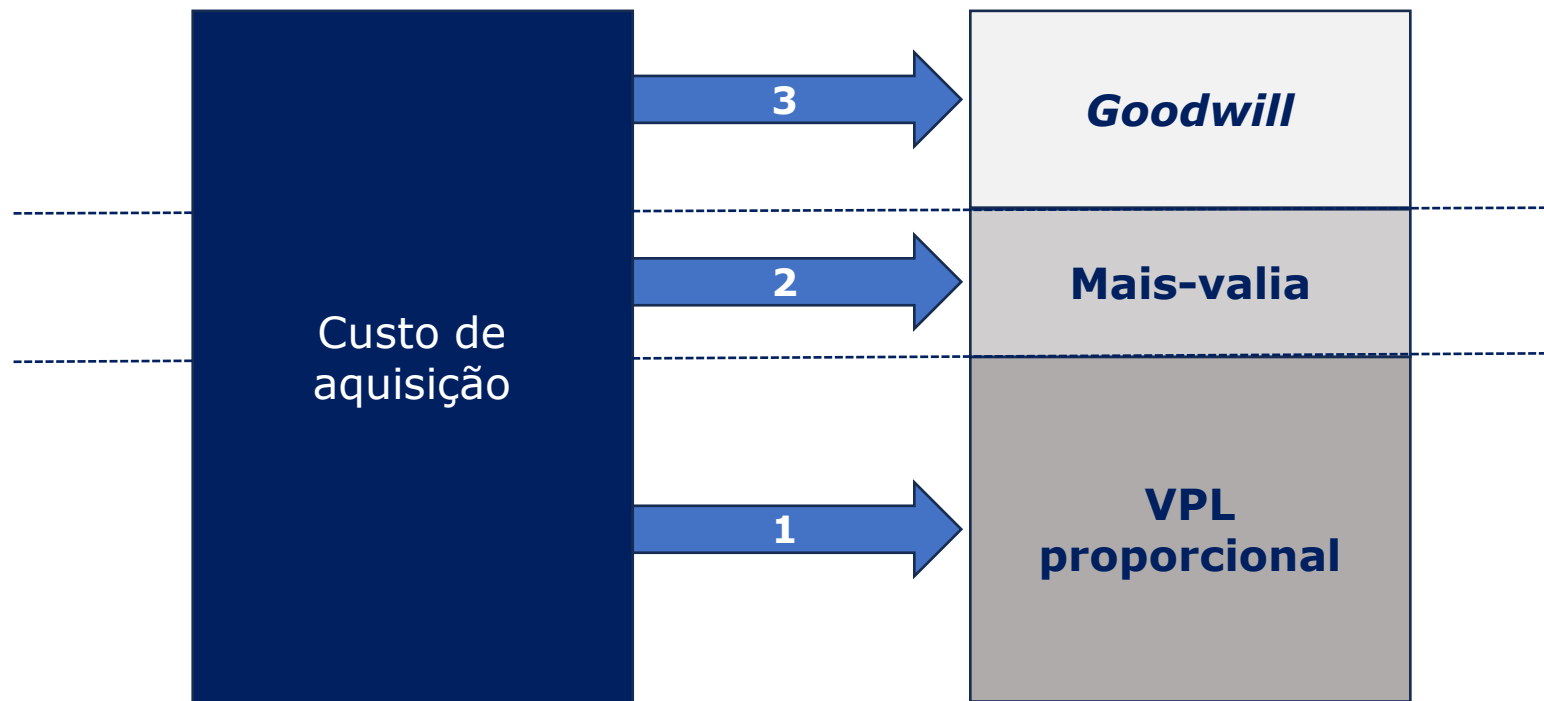 3
Goodwill
2
Mais-valia
Custo de
aquisição
1
VPL
proporcional